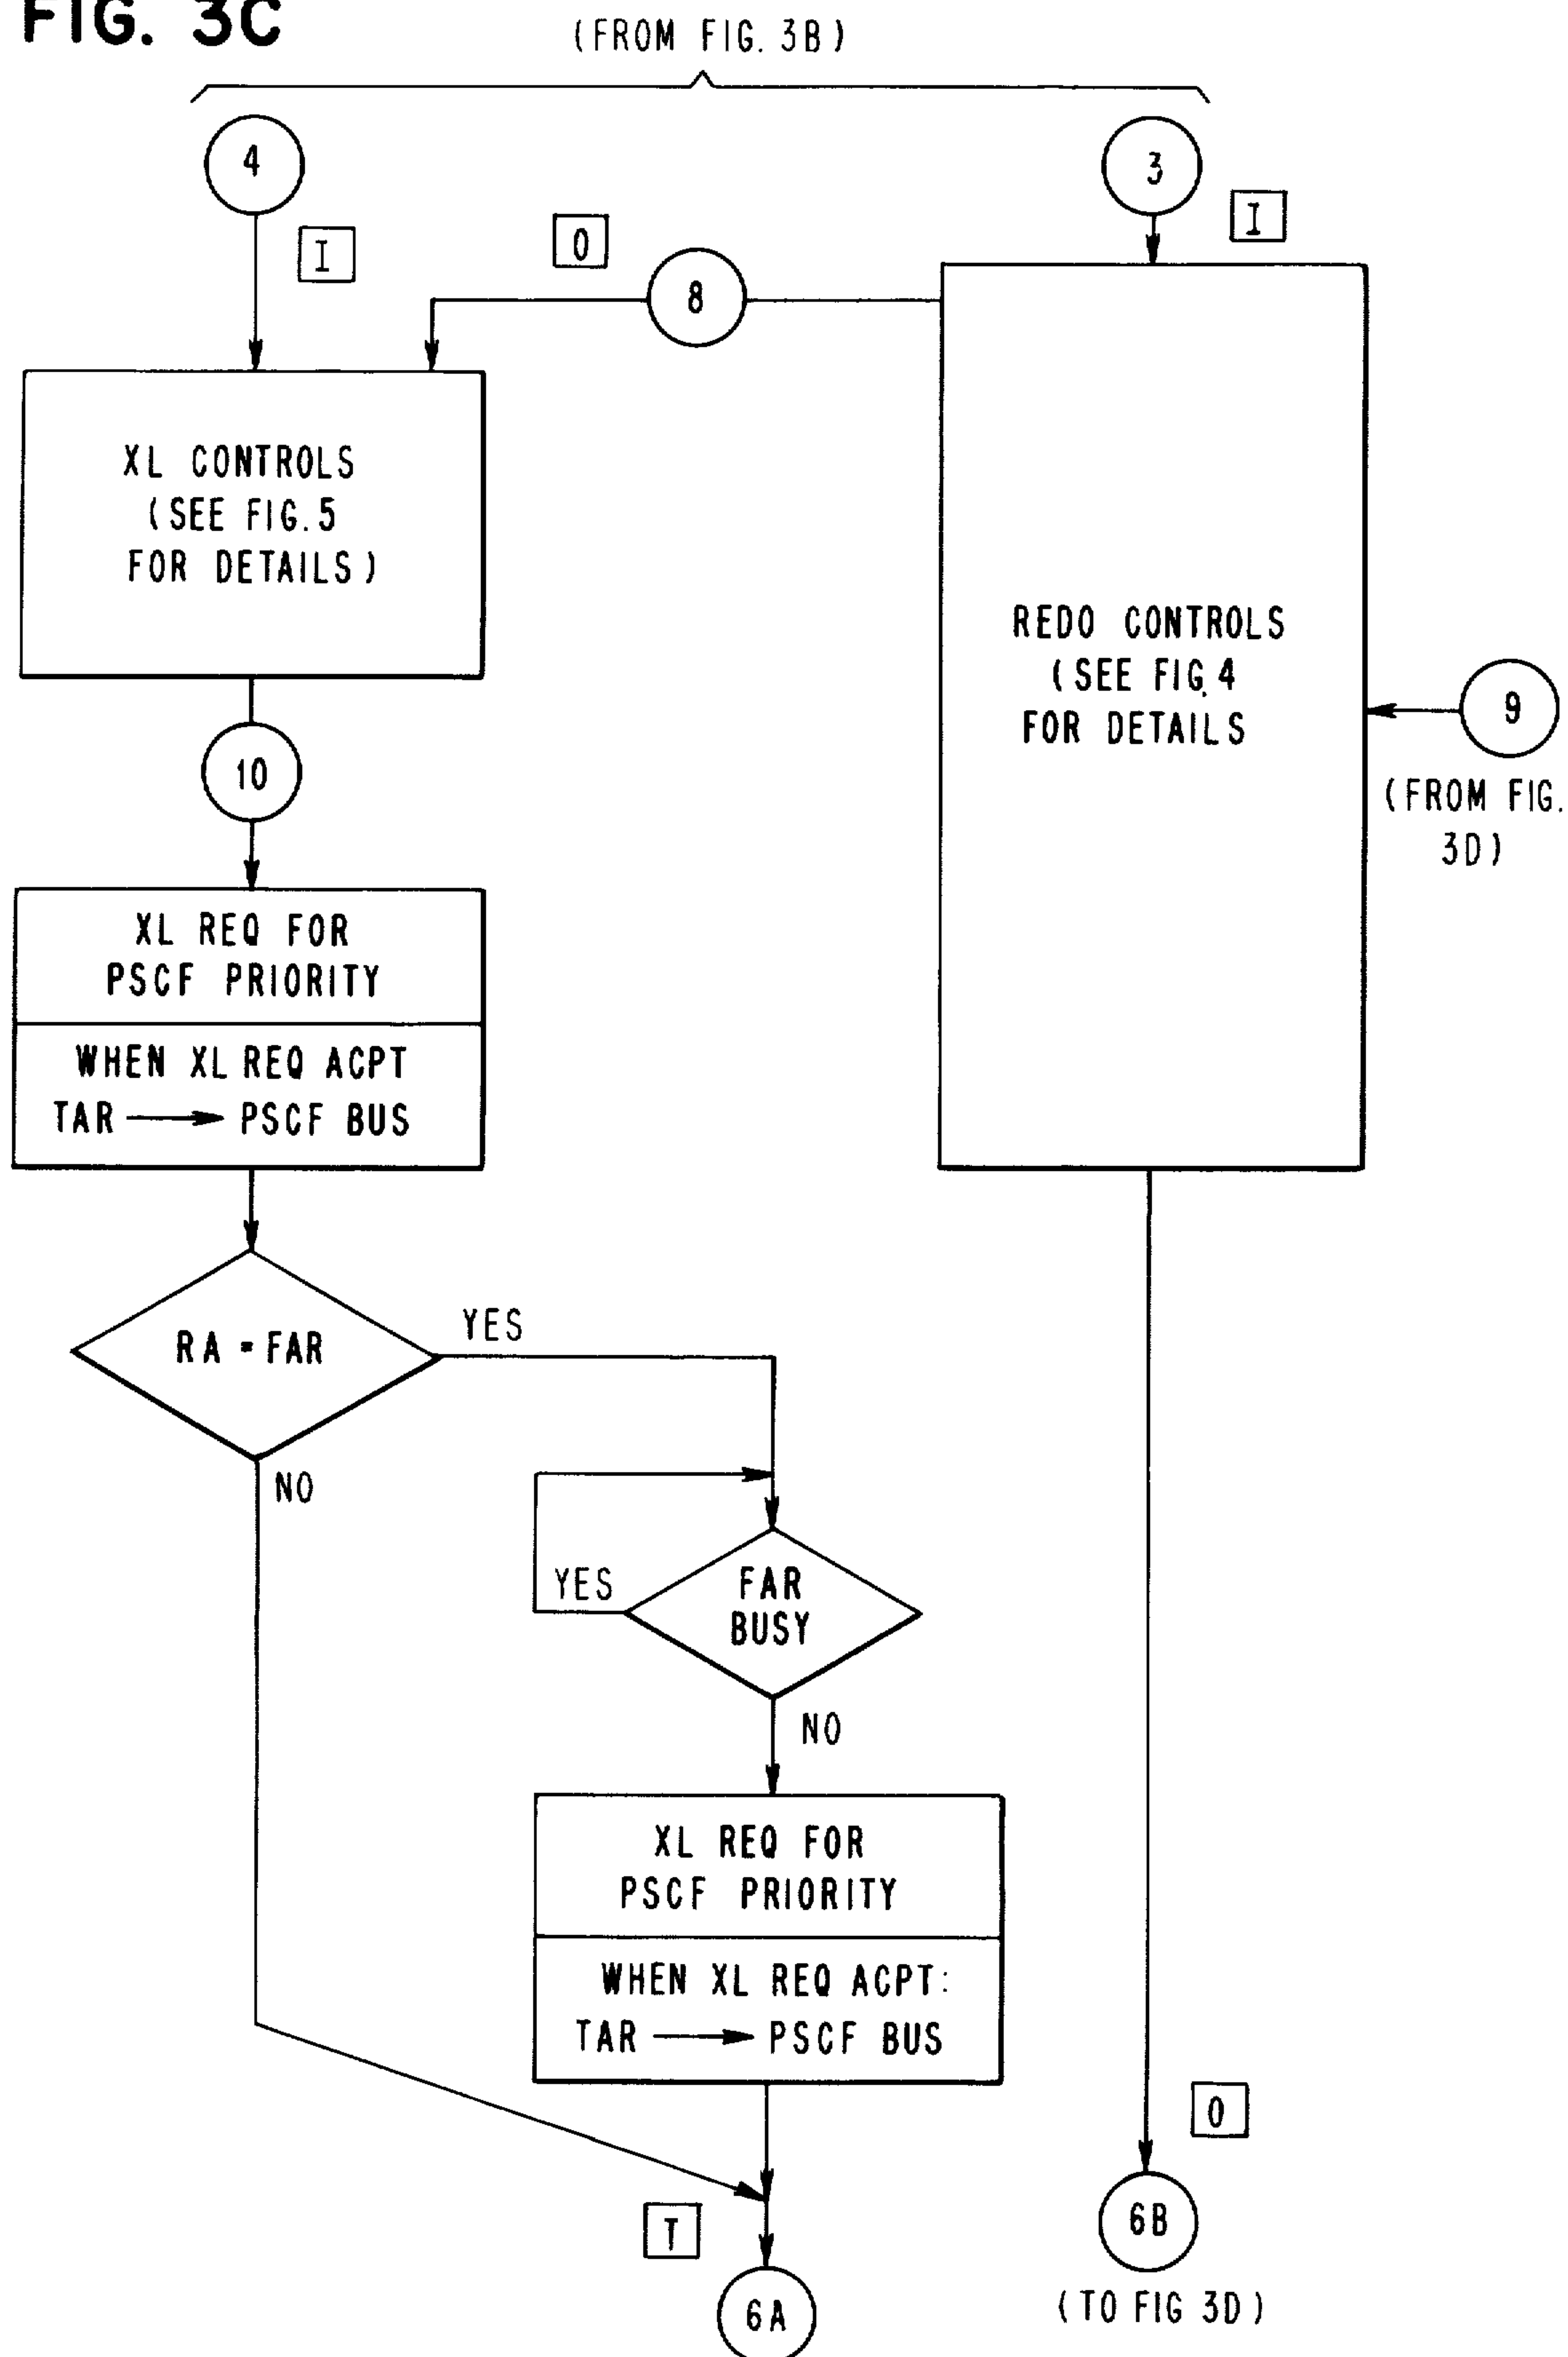 FIG. 3C
(FROM FIG. 3B)
4
3
I
I
O
8
XL CONTROLS
(SEE FIG. 5
FOR DETAILS)
REDO CONTROLS
(SEE FIG. 4
FOR DETAILS
9
(FROM FIG.
3D)
10
XL REQ FOR
PSCF PRIORITY
WHEN XL REQ ACPT
TAR → PSCF BUS
RA = FAR
YES
NO
FAR
BUSY
YES
NO
XL REQ FOR
PSCF PRIORITY
WHEN XL REQ ACPT:
TAR → PSCF BUS
O
T
6B
(TO FIG 3D)
6A